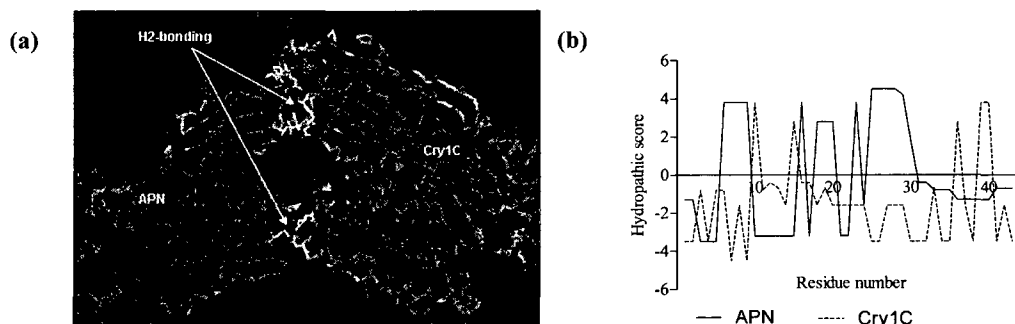 (a)
H2-bonding
APN
Cry1C
(b)
6
4
2
0
-2
-4
-6
Hydropathic score
10
20
30
40
Residue number
APN
Cry1C